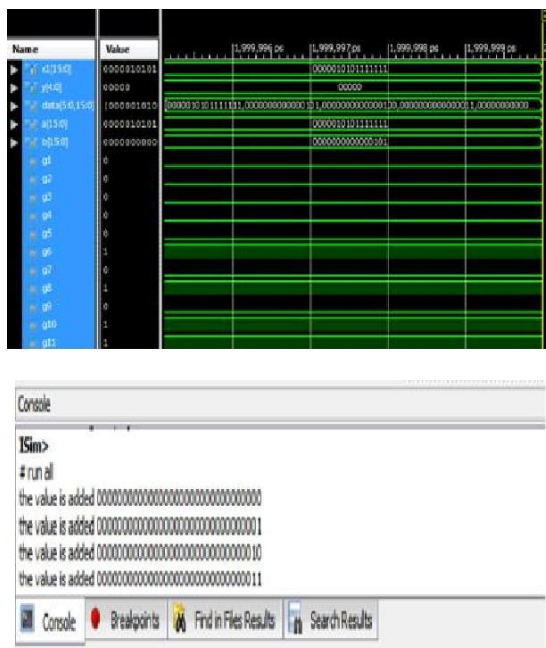 Name Value 1,999,996 ps 1,999,997 ps 1,999,998 ps 1,999,999 ps
x1[15:0] 0000010101 0000010101111111
y[4:0] 00000 00000
data[5:0,15:0]
a[15:0] 0000010101 0000010101111111
b[15:0] 0000000000 0000000000000101
g1 0
g2 0
g3 0
g4 0
g5 0
g6 1
g7 0
g8 1
g9 0
g10 1
g11 1
Console
ISim>
# run all
the value is added 00000000000000000000000000000000
the value is added 00000000000000000000000000000001
the value is added 00000000000000000000000000000010
the value is added 00000000000000000000000000000011
Console Breakpoints Find in Files Results Search Results